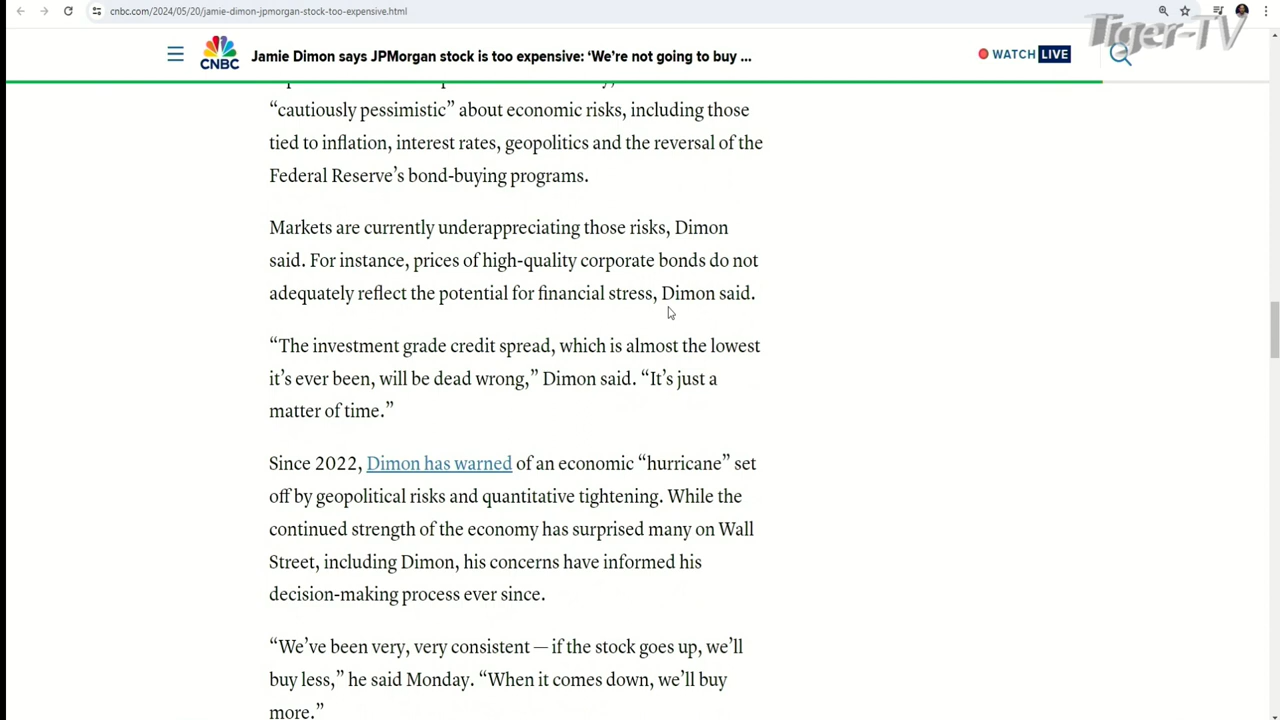 cnbc.com/2024/05/20/jamie-dimon-jpmorgan-stock-too-expensive.html
Tiger-TV
CNBC
Jamie Dimon says JPMorgan stock is too expensive: ‘We’re not going to buy ...
WATCH LIVE
“cautiously pessimistic” about economic risks, including those
tied to inflation, interest rates, geopolitics and the reversal of the
Federal Reserve’s bond-buying programs.
Markets are currently underappreciating those risks, Dimon
said. For instance, prices of high-quality corporate bonds do not
adequately reflect the potential for financial stress, Dimon said.
“The investment grade credit spread, which is almost the lowest
it’s ever been, will be dead wrong,” Dimon said. “It’s just a
matter of time.”
Since 2022, Dimon has warned of an economic “hurricane” set
off by geopolitical risks and quantitative tightening. While the
continued strength of the economy has surprised many on Wall
Street, including Dimon, his concerns have informed his
decision-making process ever since.
“We’ve been very, very consistent — if the stock goes up, we’ll
buy less,” he said Monday. “When it comes down, we’ll buy
more.”